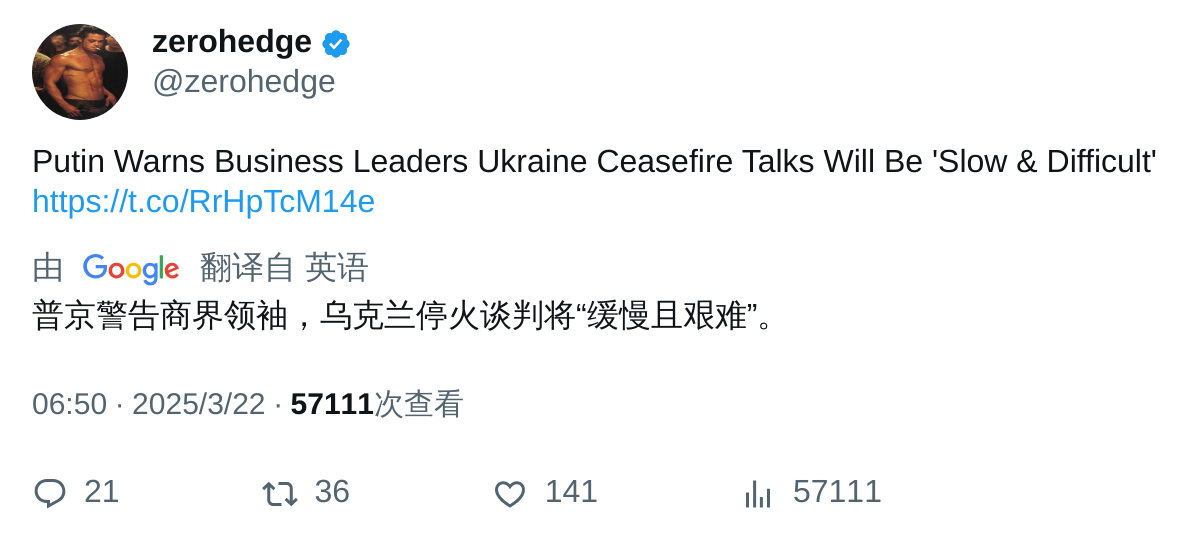 zerohedge
@zerohedge
Putin Warns Business Leaders Ukraine Ceasefire Talks Will Be 'Slow & Difficult'
https://t.co/RrHpTcM14e
由 Google 翻译自 英语
普京警告商界领袖，乌克兰停火谈判将“缓慢且艰难”。
06:50 · 2025/3/22 · 57111次查看
21 36 141 57111